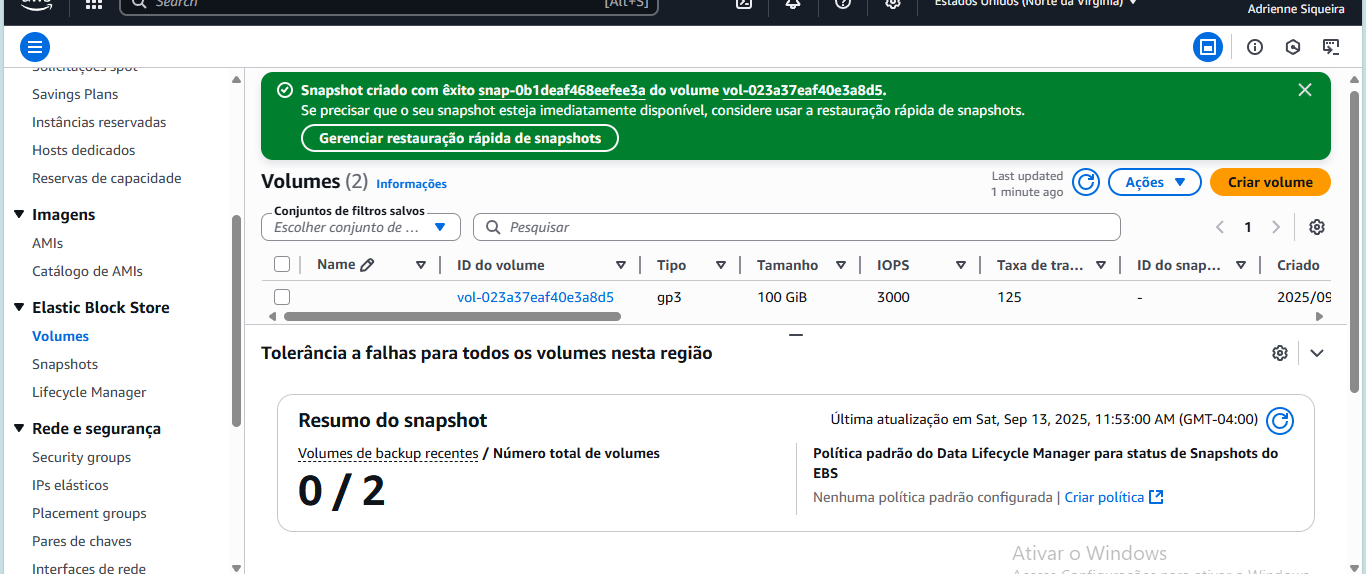 aws
Search
[Alt+S]
Estados Unidos (Norte da Virgínia)
Adrienne Siqueira
Solicitações spot
Savings Plans
Instâncias reservadas
Hosts dedicados
Reservas de capacidade
Imagens
AMIs
Catálogo de AMIs
Elastic Block Store
Volumes
Snapshots
Lifecycle Manager
Rede e segurança
Security groups
IPs elásticos
Placement groups
Pares de chaves
Interfaces de rede
Snapshot criado com êxito snap-0b1deaf468eefee3a do volume vol-023a37eaf40e3a8d5.
Se precisar que o seu snapshot esteja imediatamente disponível, considere usar a restauração rápida de snapshots.
Gerenciar restauração rápida de snapshots
Volumes (2) Informações
Last updated
1 minute ago
Ações
Criar volume
Conjuntos de filtros salvos
Escolher conjunto de ...
Pesquisar
1
Name ID do volume Tipo Tamanho IOPS Taxa de tra... ID do snap... Criado
vol-023a37eaf40e3a8d5 gp3 100 GiB 3000 125 - 2025/09
Tolerância a falhas para todos os volumes nesta região
Resumo do snapshot
Última atualização em Sat, Sep 13, 2025, 11:53:00 AM (GMT-04:00)
Volumes de backup recentes / Número total de volumes
0 / 2
Política padrão do Data Lifecycle Manager para status de Snapshots do
EBS
Nenhuma política padrão configurada | Criar política
Ativar o Windows
Acesse Configurações para ativar o Windows.